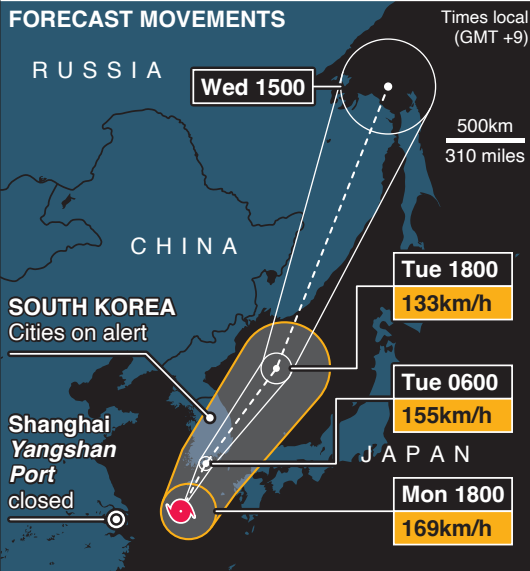 FORECAST MOVEMENTS
Times local
(GMT +9)
RUSSIA
Wed 1500
500km
310 miles
CHINA
Tue 1800
133km/h
SOUTH KOREA
Cities on alert
Tue 0600
155km/h
Shanghai
Yangshan
Port
closed
JAPAN
Mon 1800
169km/h